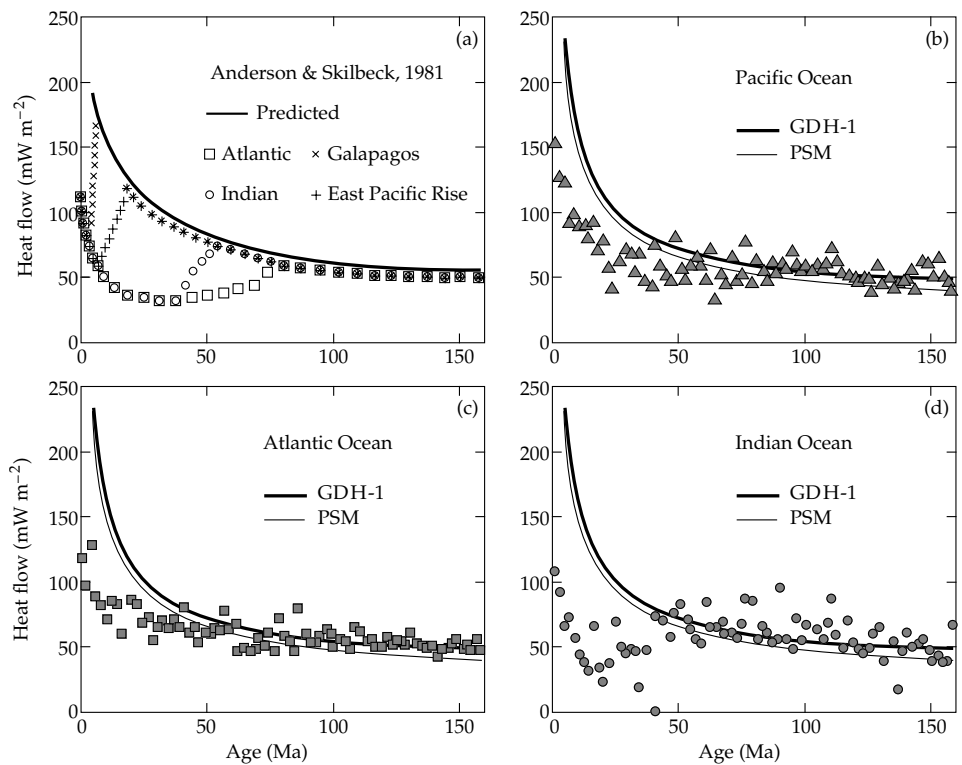 250
200
150
100
50
0
Heat flow (mW m−2)
(a)
Anderson & Skilbeck, 1981
Predicted
Atlantic
Galapagos
Indian
East Pacific Rise
0
50
100
150
250
200
150
100
50
0
(b)
Pacific Ocean
GDH-1
PSM
0
50
100
150
250
200
150
100
50
0
Heat flow (mW m−2)
(c)
Atlantic Ocean
GDH-1
PSM
0
50
100
150
Age (Ma)
250
200
150
100
50
0
(d)
Indian Ocean
GDH-1
PSM
0
50
100
150
Age (Ma)